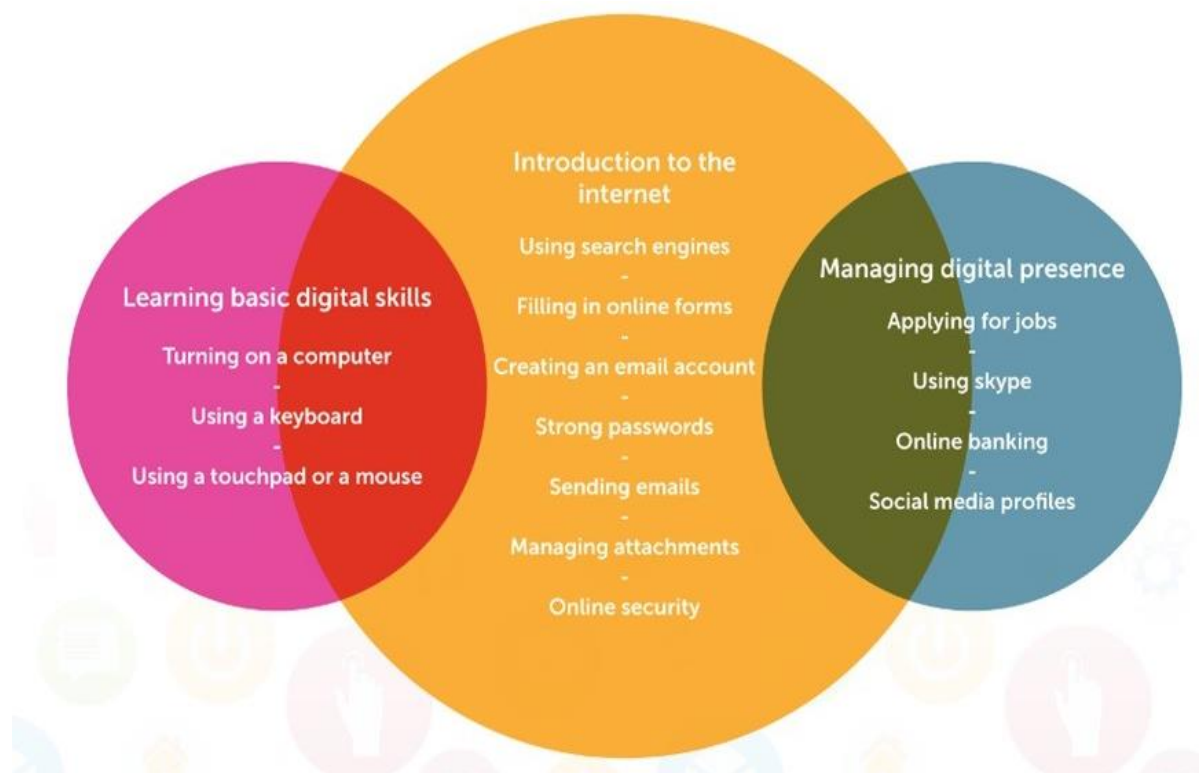 Learning basic digital skills
Turning on a computer
-
Using a keyboard
-
Using a touchpad or a mouse
Introduction to the
internet
Using search engines
-
Filling in online forms
-
Creating an email account
-
Strong passwords
-
Sending emails
-
Managing attachments
-
Online security
Managing digital presence
Applying for jobs
-
Using skype
-
Online banking
-
Social media profiles